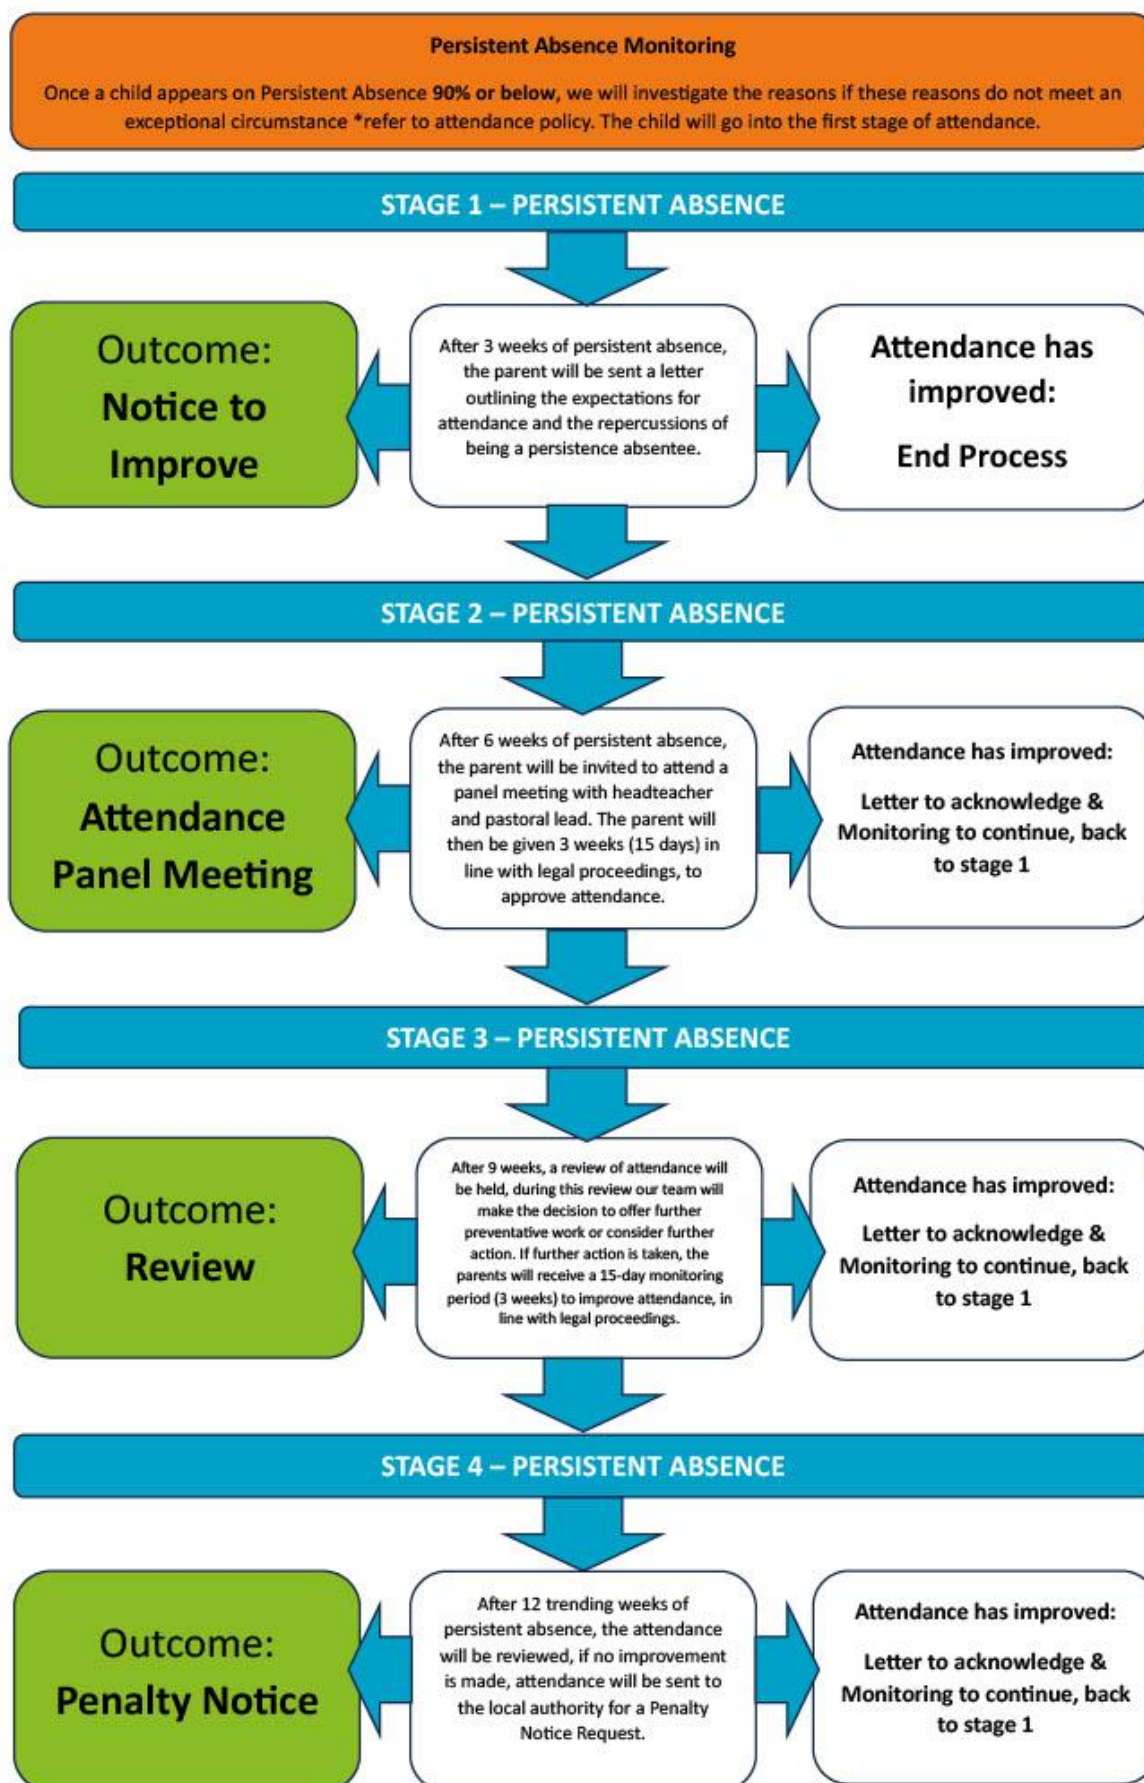 Persistent Absence Monitoring
Once a child appears on Persistent Absence 90% or below, we will investigate the reasons if these reasons do not meet an
exceptional circumstance *refer to attendance policy. The child will go into the first stage of attendance.
STAGE 1 – PERSISTENT ABSENCE
Outcome:
Notice to
Improve
After 3 weeks of persistent absence,
the parent will be sent a letter
outlining the expectations for
attendance and the repercussions of
being a persistence absentee.
Attendance has
improved:
End Process
STAGE 2 – PERSISTENT ABSENCE
Outcome:
Attendance
Panel Meeting
After 6 weeks of persistent absence,
the parent will be invited to attend a
panel meeting with headteacher
and pastoral lead. The parent will
then be given 3 weeks (15 days) in
line with legal proceedings, to
approve attendance.
Attendance has improved:
Letter to acknowledge &
Monitoring to continue, back
to stage 1
STAGE 3 – PERSISTENT ABSENCE
Outcome:
Review
After 9 weeks, a review of attendance will
be held, during this review our team will
make the decision to offer further
preventative work or consider further
action. If further action is taken, the
parents will receive a 15-day monitoring
period (3 weeks) to improve attendance, in
line with legal proceedings.
Attendance has improved:
Letter to acknowledge &
Monitoring to continue, back
to stage 1
STAGE 4 – PERSISTENT ABSENCE
Outcome:
Penalty Notice
After 12 trending weeks of
persistent absence, the attendance
will be reviewed, if no improvement
is made, attendance will be sent to
the local authority for a Penalty
Notice Request.
Attendance has improved:
Letter to acknowledge &
Monitoring to continue, back
to stage 1